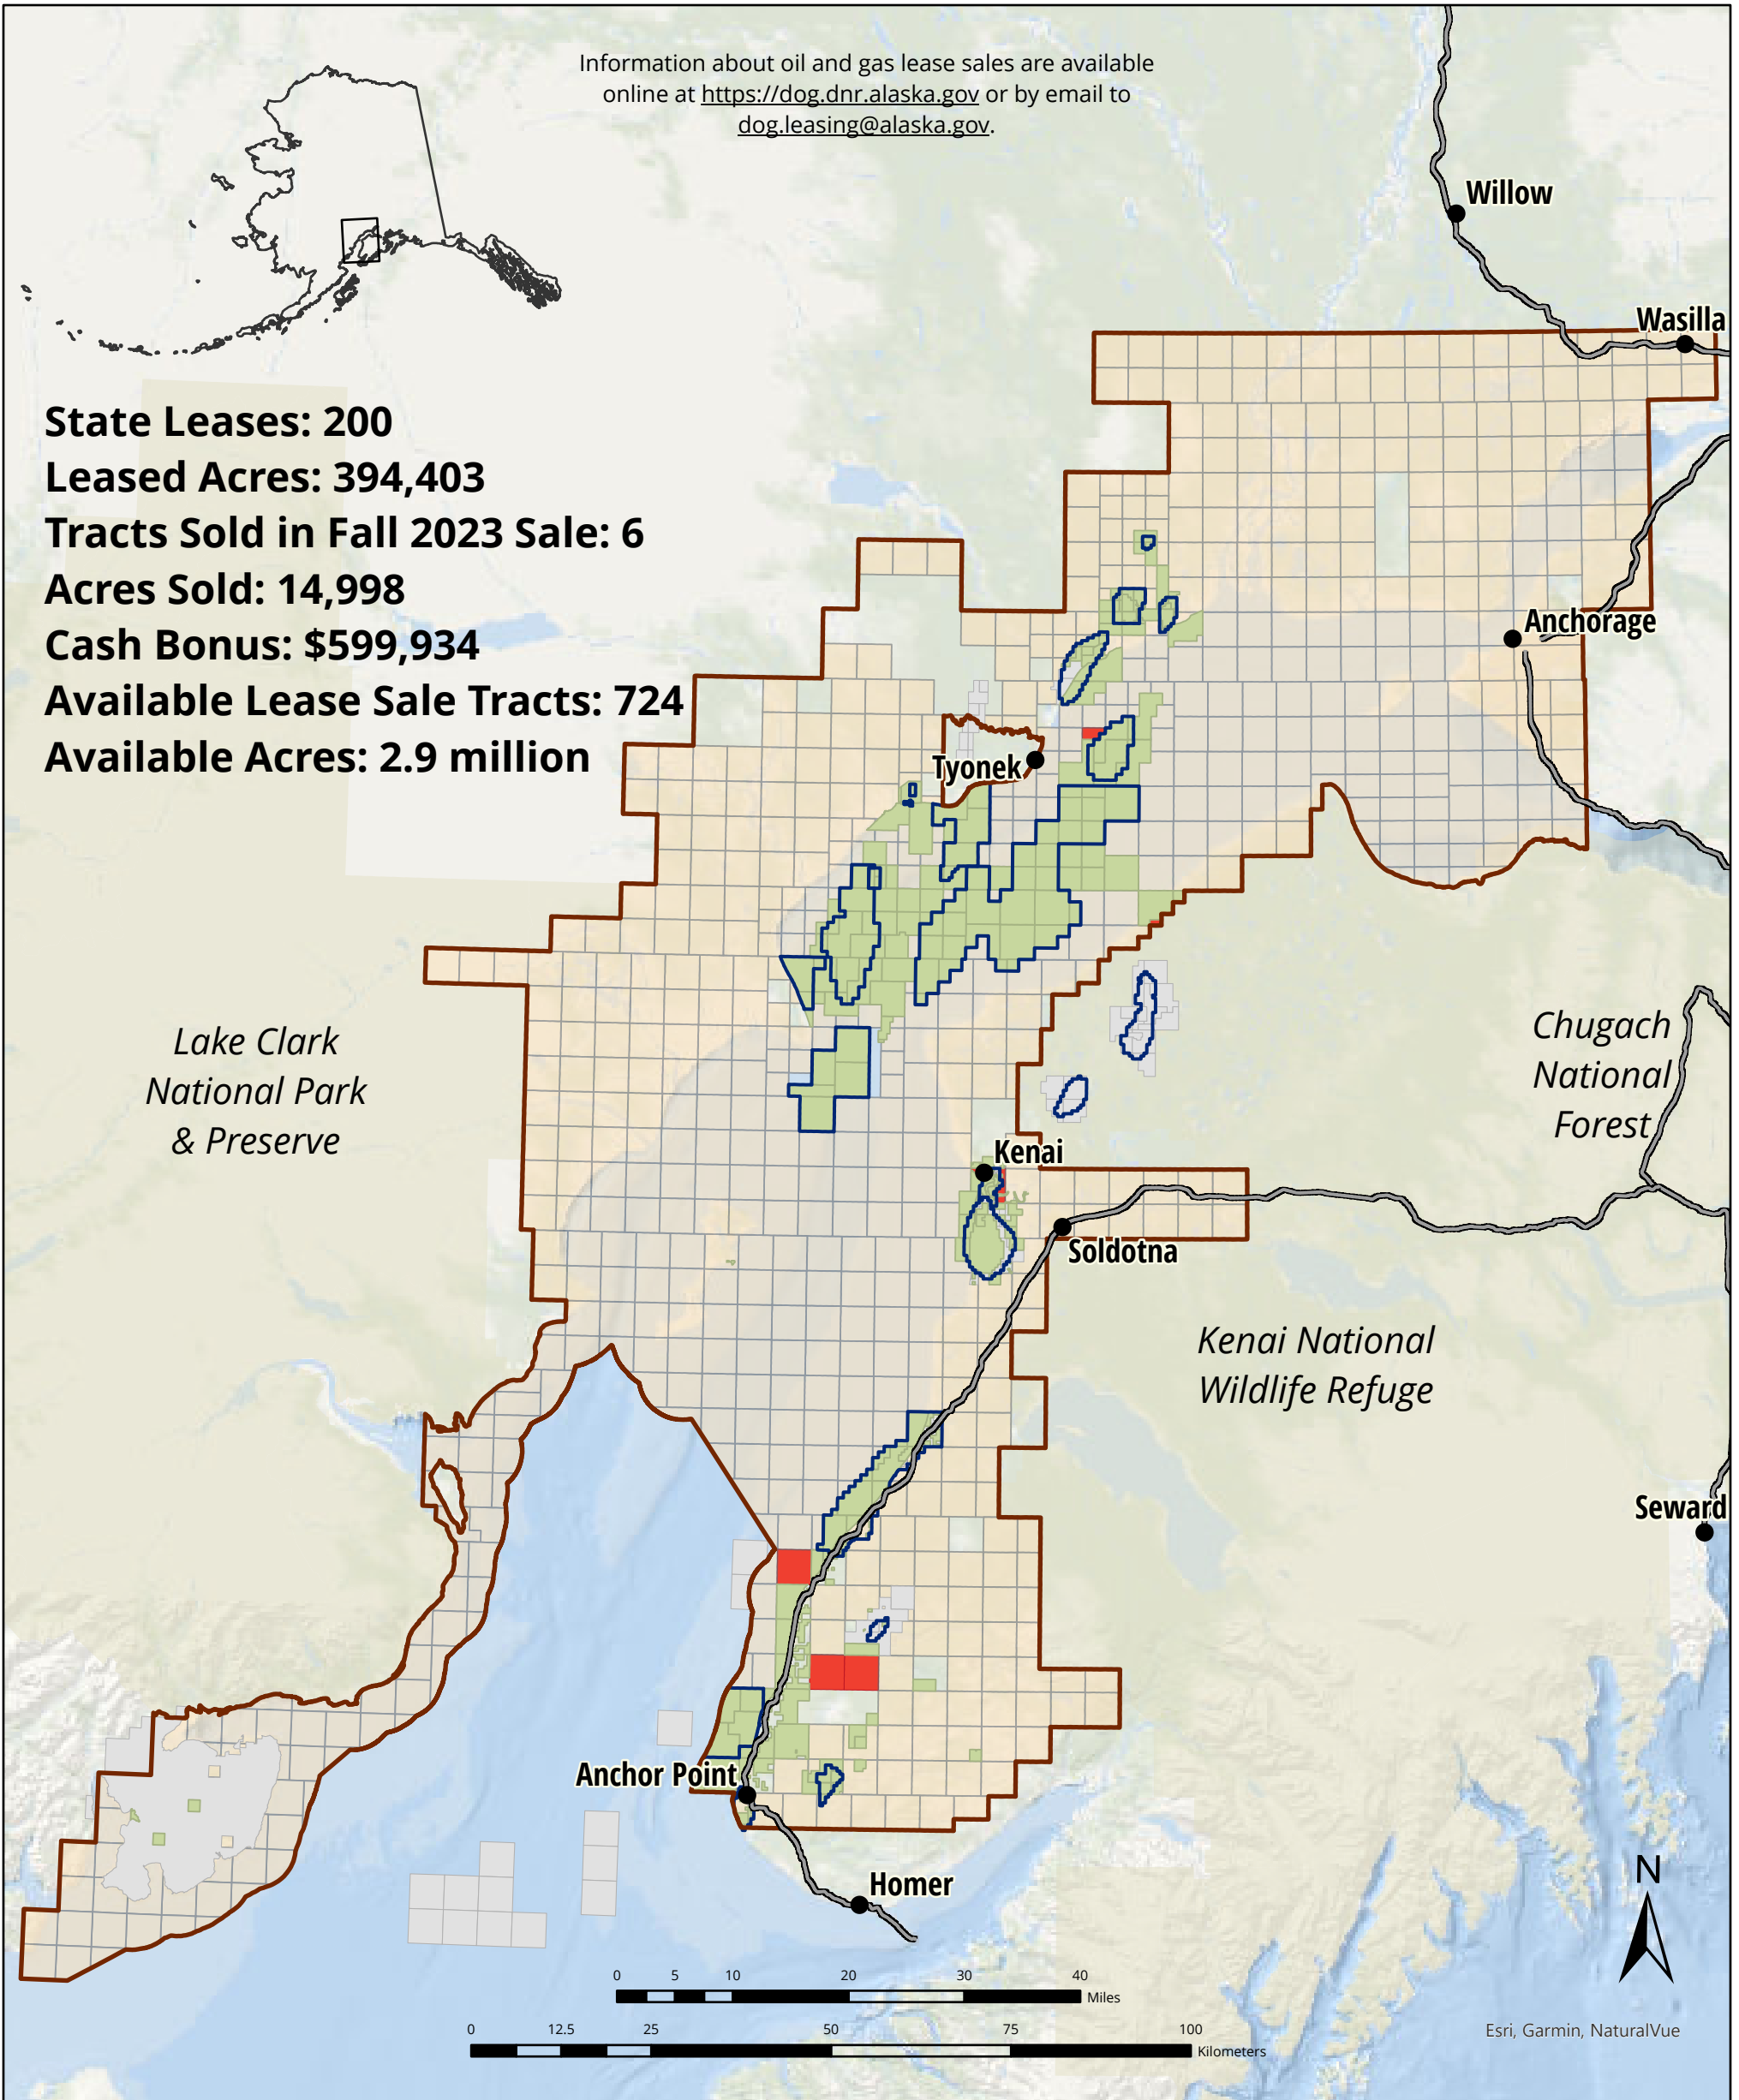 Information about oil and gas lease sales are available
online at https://dog.dnr.alaska.gov or by email to
dog.leasing@alaska.gov.
Willow
Wasilla
State Leases: 200
Leased Acres: 394,403
Tracts Sold in Fall 2023 Sale: 6
Acres Sold: 14,998
Cash Bonus: $599,934
Available Lease Sale Tracts: 724
Available Acres: 2.9 million
Anchorage
Tyonek
Lake Clark
National Park
& Preserve
Chugach
National
Forest
Kenai
Soldotna
Kenai National
Wildlife Refuge
Seward
Anchor Point
Homer
N
0 5 10 20 30 40
Miles
0 12.5 25 50 75 100
Kilometers
Esri, Garmin, NaturalVue